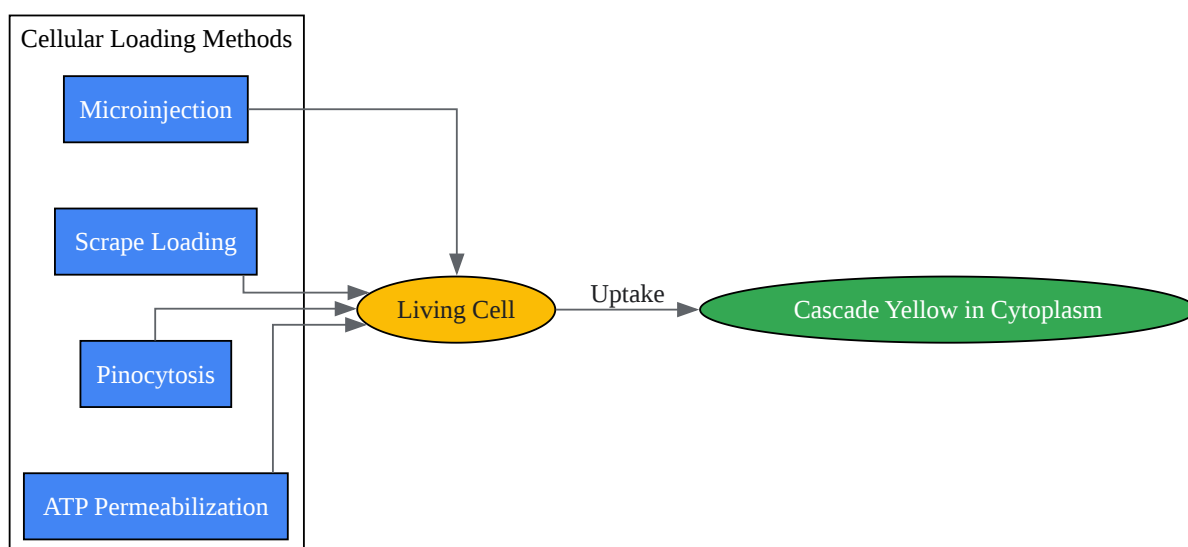 Cellular Loading Methods
Microinjection
Scrape Loading
Pinocytosis
ATP Permeabilization
Living Cell
Uptake
Cascade Yellow in Cytoplasm